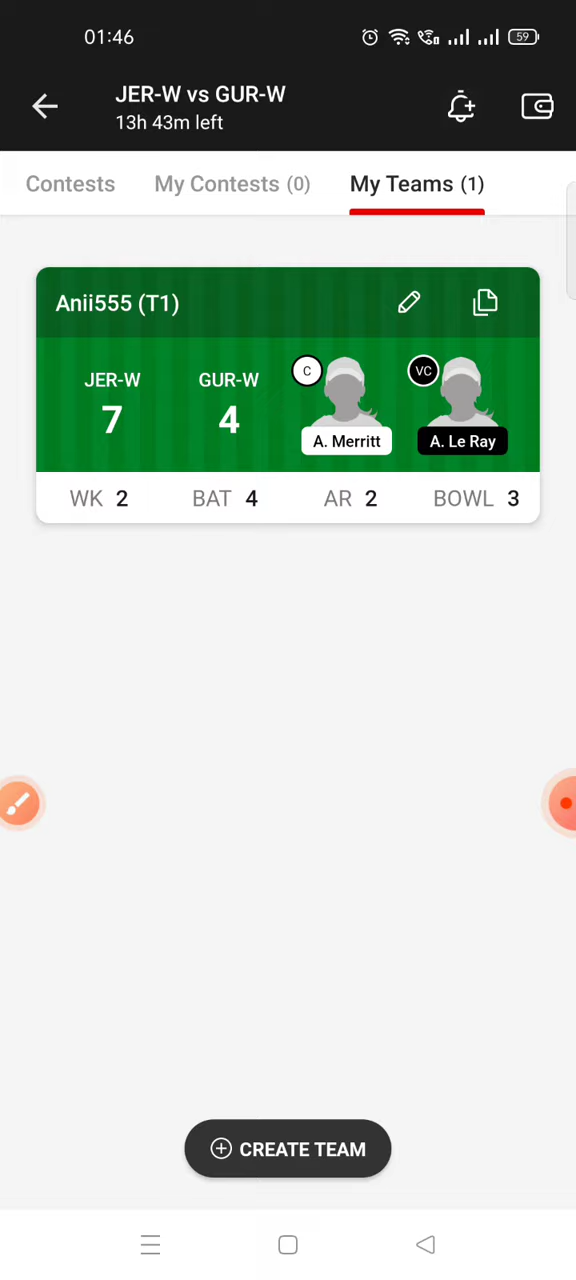 01:46
59
JER-W vs GUR-W
13h 43m left
Contests My Contests (0) My Teams (1)
Anii555 (T1)
JER-W GUR-W C VC
7 4
A. Merritt A. Le Ray
WK 2 BAT 4 AR 2 BOWL 3
CREATE TEAM